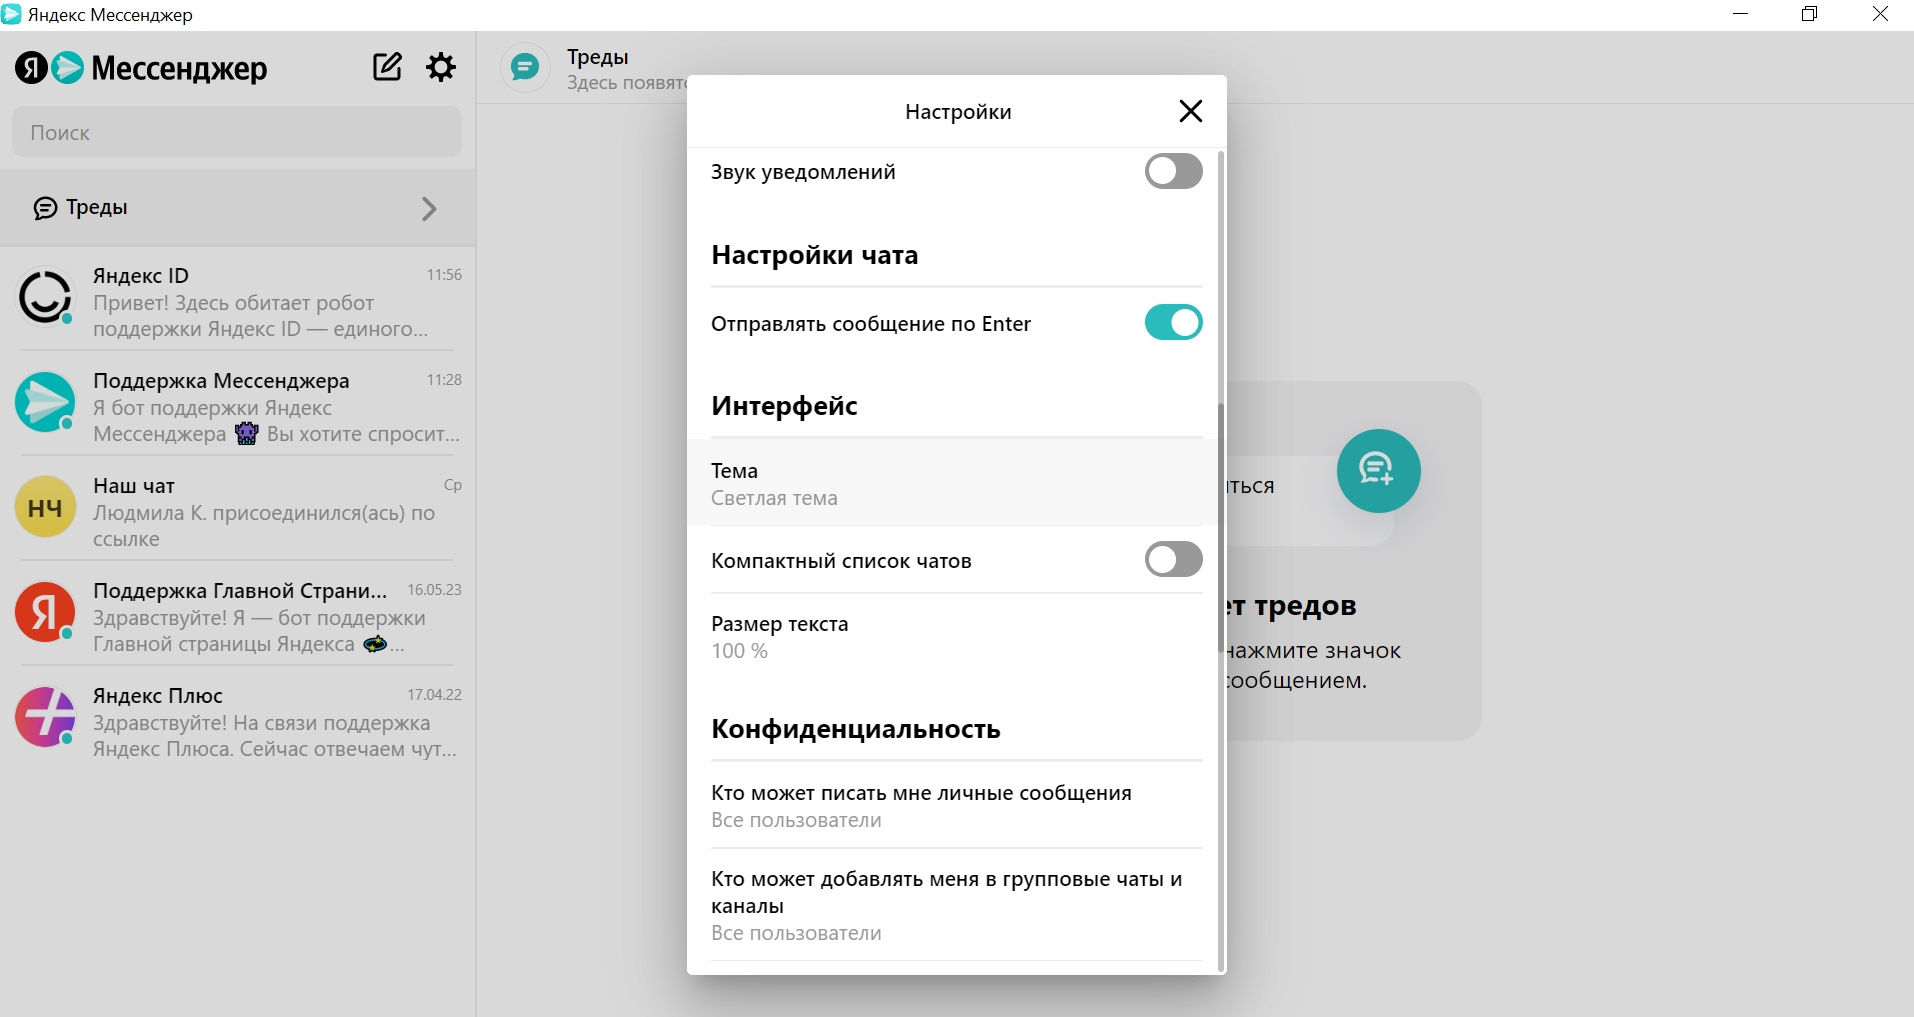 Яндекс Мессенджер
Я Мессенджер
Поиск
Треды
Яндекс ID 11:56
Привет! Здесь обитает робот
поддержки Яндекс ID — единого...
Поддержка Мессенджера 11:28
Я бот поддержки Яндекс
Мессенджера 👾 Вы хотите спросит...
НЧ
Наш чат Ср
Людмила К. присоединился(ась) по
ссылке
Я
Поддержка Главной Страни... 16.05.23
Здравствуйте! Я — бот поддержки
Главной страницы Яндекса 💫...
Яндекс Плюс 17.04.22
Здравствуйте! На связи поддержка
Яндекс Плюса. Сейчас отвечаем чут...
Треды
Здесь появятс
Настройки
Звук уведомлений
Настройки чата
Отправлять сообщение по Enter
Интерфейс
Тема
Светлая тема
Компактный список чатов
Размер текста
100 %
Конфиденциальность
Кто может писать мне личные сообщения
Все пользователи
Кто может добавлять меня в групповые чаты и
каналы
Все пользователи
ться
ет тредов
нажмите значок
сообщением.